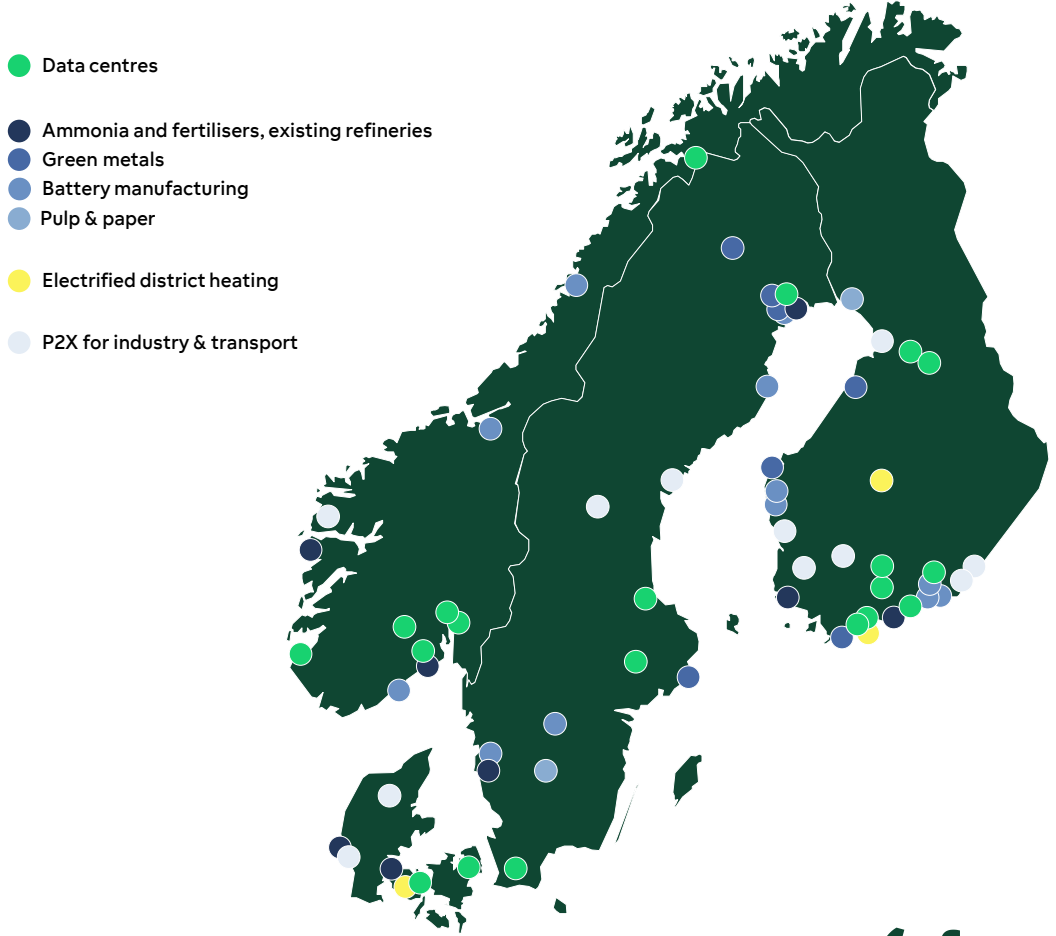 Data centres
Ammonia and fertilisers, existing refineries
Green metals
Battery manufacturing
Pulp & paper
Electrified district heating
P2X for industry & transport